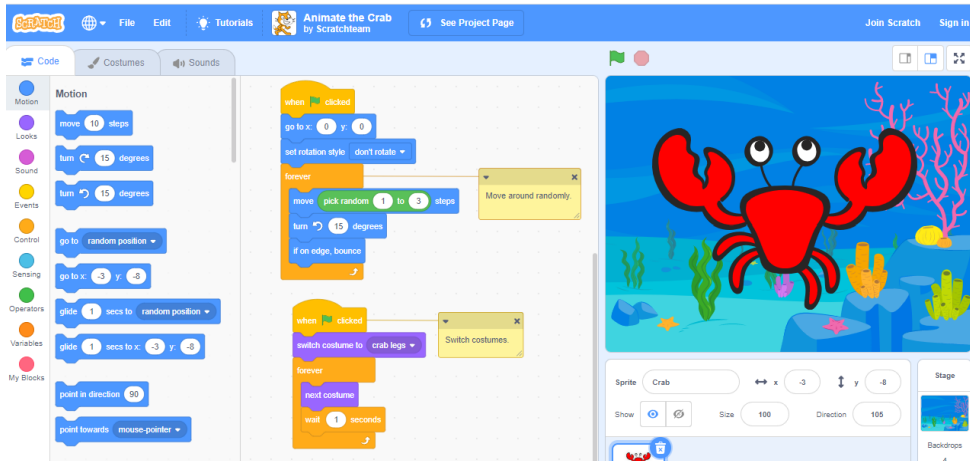 SCRATCH File Edit Tutorials Animate the Crab by Scratchteam See Project Page Join Scratch Sign in
Code Costumes Sounds
Motion
Looks
Sound
Events
Control
Sensing
Operators
Variables
My Blocks
Motion
move 10 steps
turn 15 degrees
turn 15 degrees
go to random position
go to x: -3 y: -8
glide 1 secs to random position
glide 1 secs to x: -3 y: -8
point in direction 90
point towards mouse-pointer
when clicked
go to x: 0 y: 0
set rotation style don't rotate
forever
move pick random 1 to 3 steps
turn 15 degrees
if on edge, bounce
Move around randomly.
when clicked
switch costume to crab legs
forever
next costume
wait 1 seconds
Switch costumes.
Sprite Crab x -3 y -8
Show Size 100 Direction 105
Stage
Backdrops